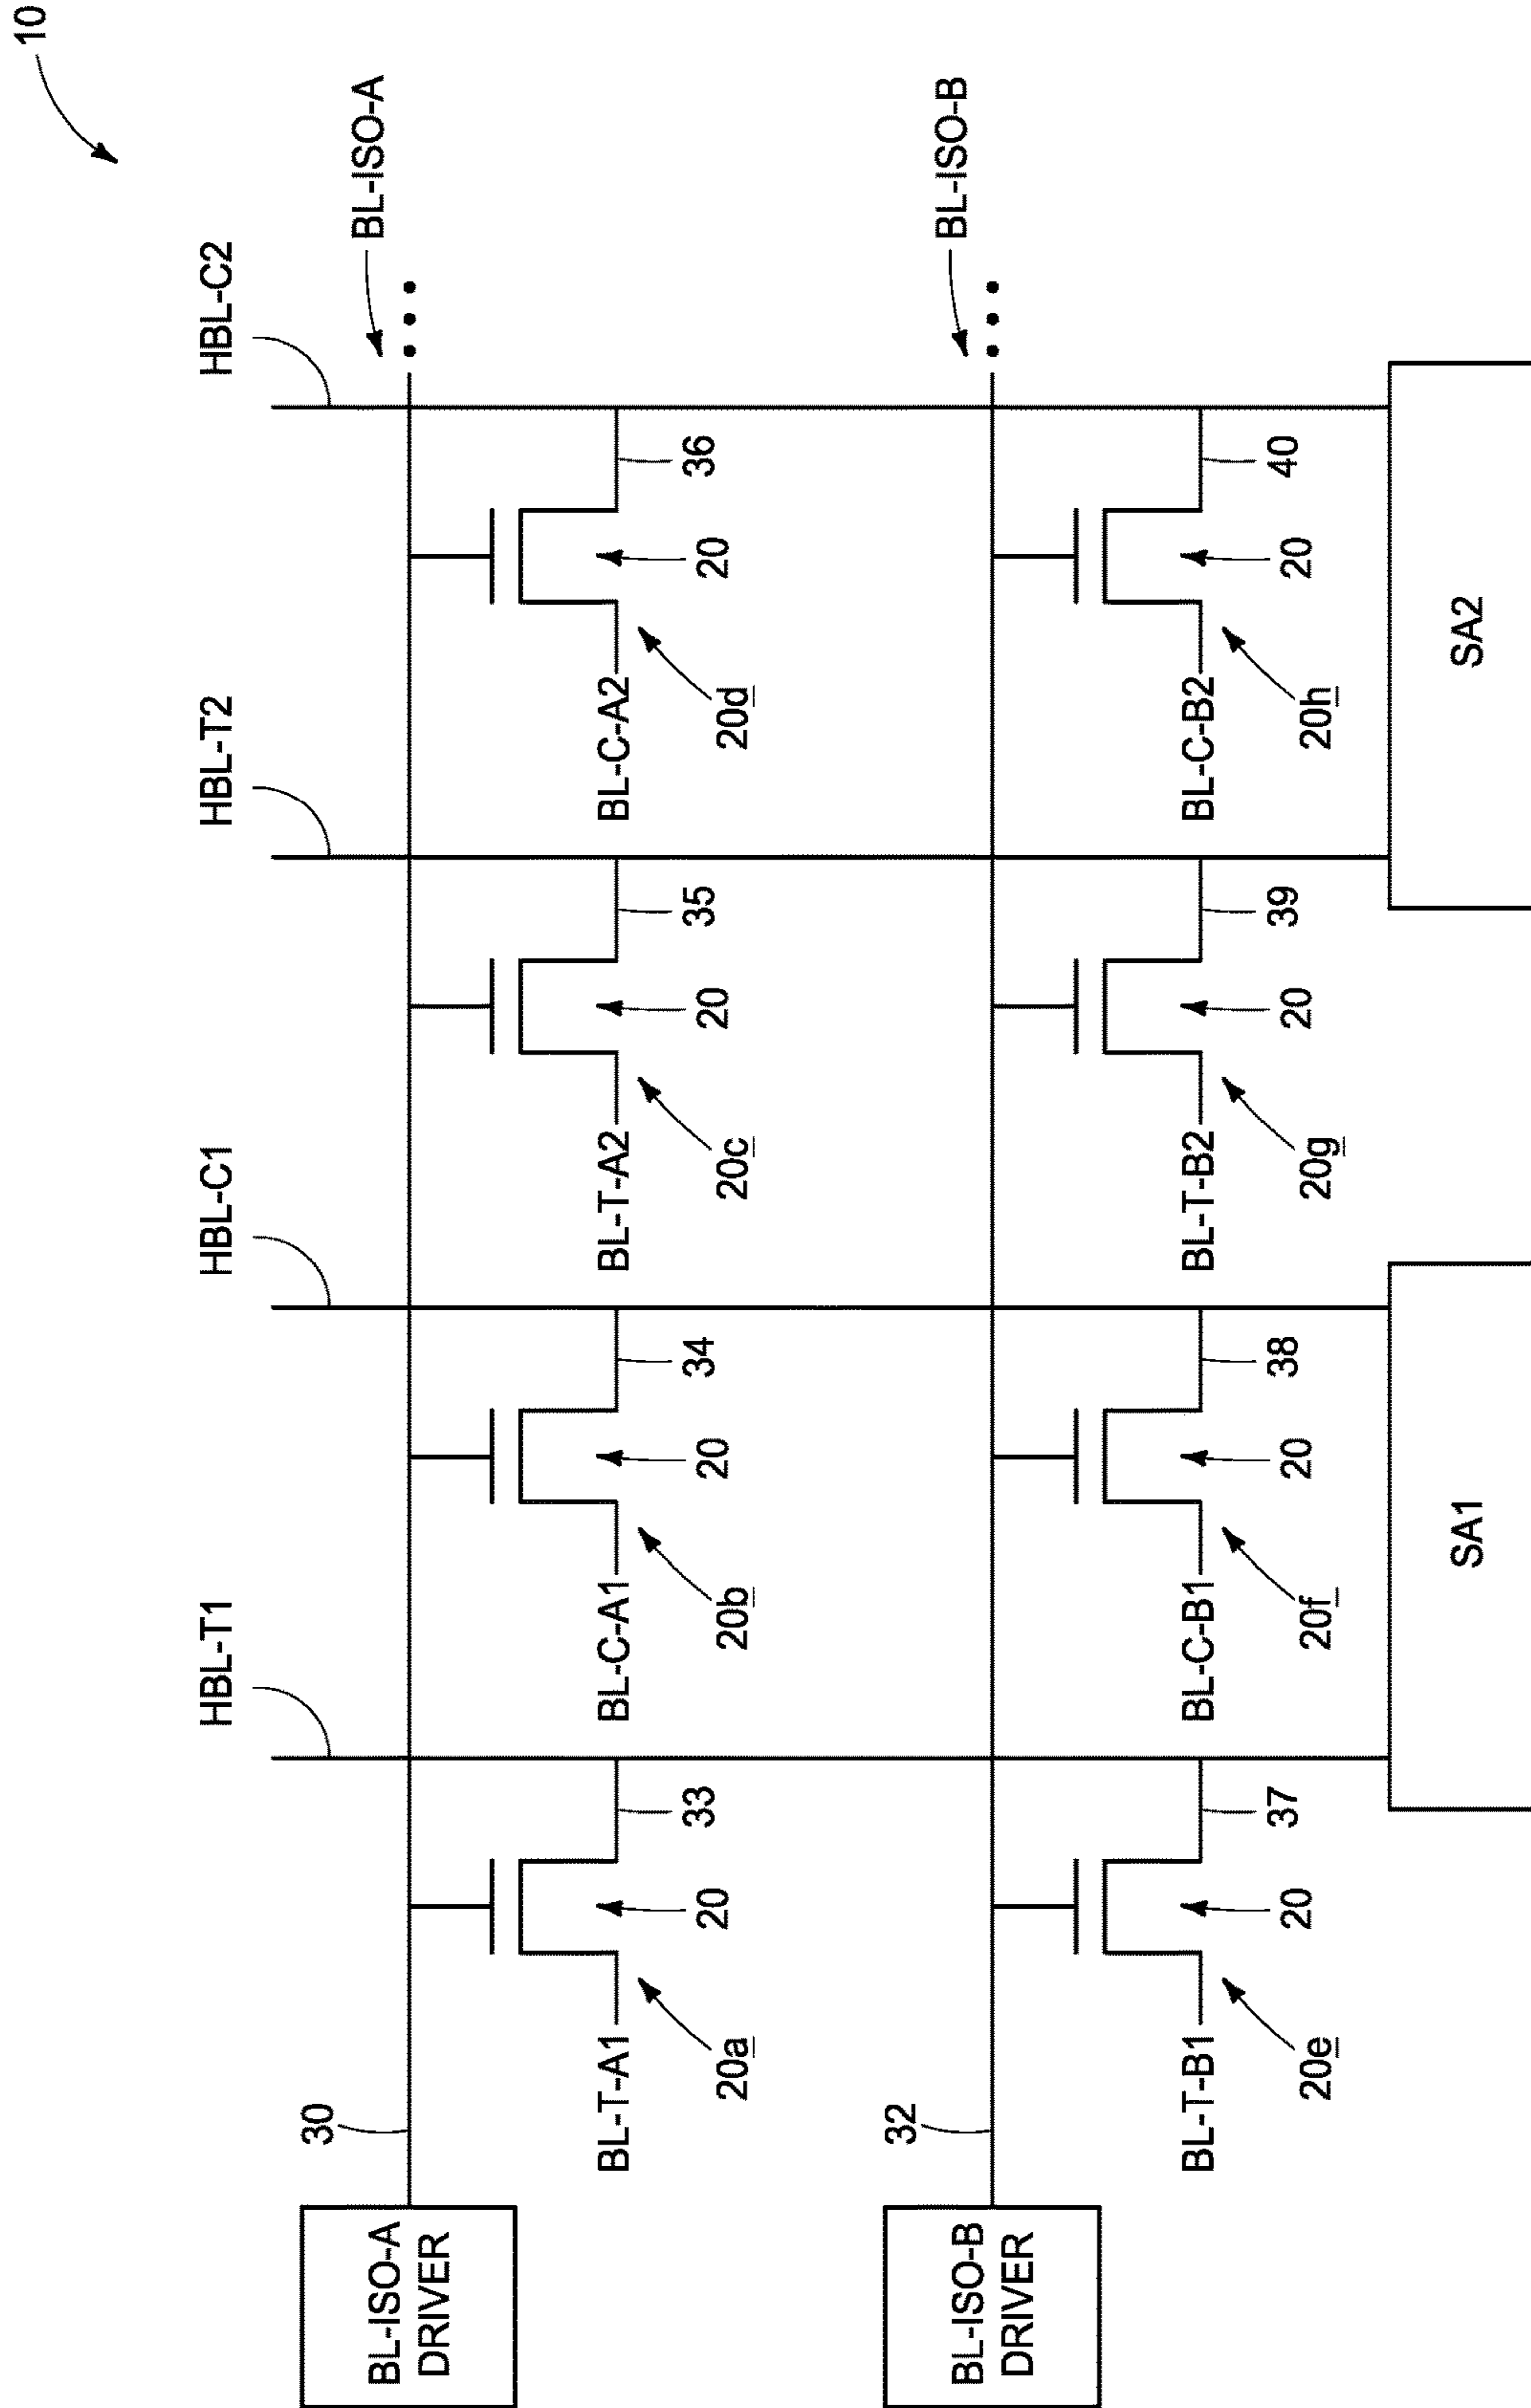 10
HBL-T1
HBL-C1
HBL-T2
HBL-C2
BL-ISO-A
30
BL-ISO-A
DRIVER
33
34
35
36
20
20
20
20
BL-T-A1
BL-C-A1
BL-T-A2
BL-C-A2
20a
20b
20c
20d
BL-ISO-B
32
BL-ISO-B
DRIVER
37
38
39
40
20
20
20
20
BL-T-B1
BL-C-B1
BL-T-B2
BL-C-B2
20e
20f
20g
20h
SA1
SA2